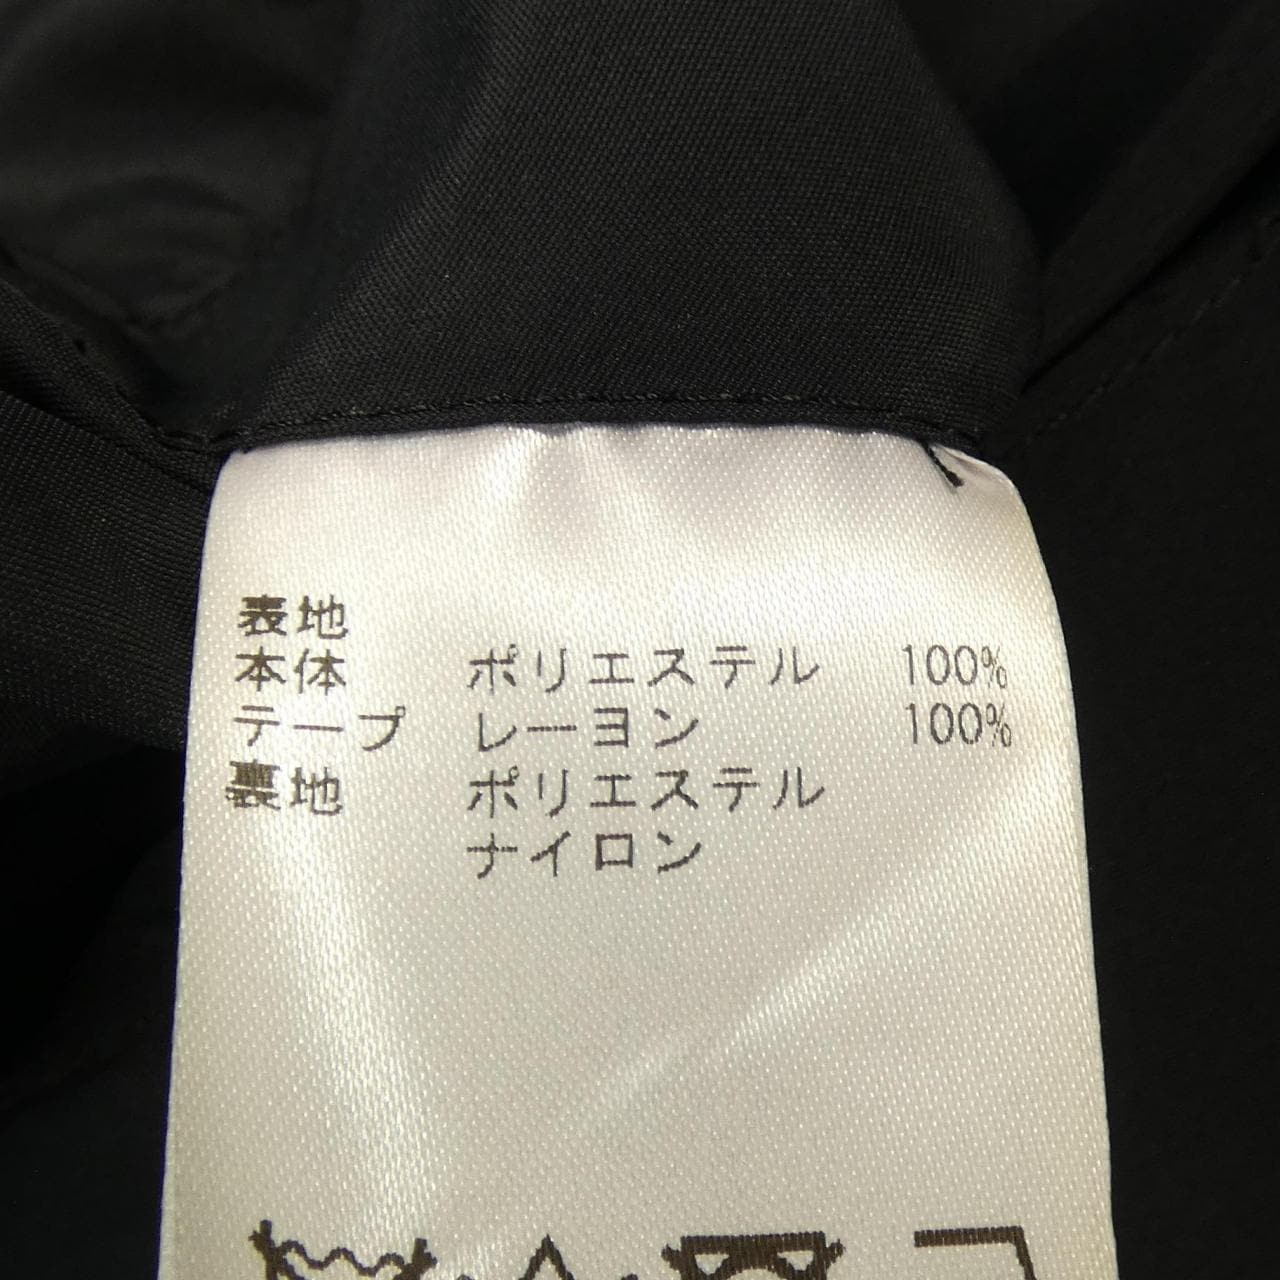 表地
本体 ポリエステル 100%
テープ レーヨン 100%
裏地 ポリエステル
ナイロン